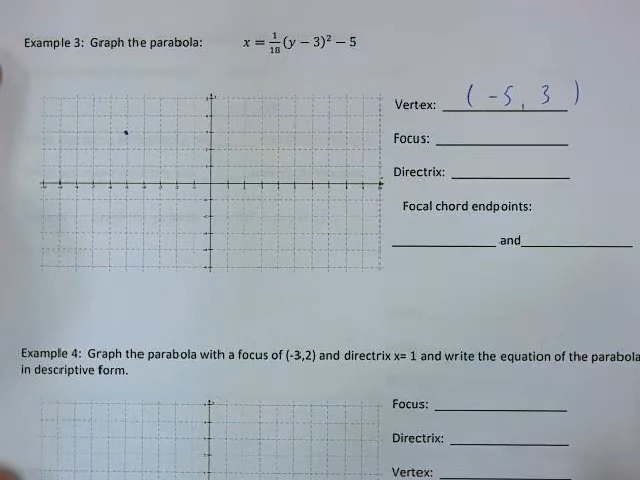 Example 3: Graph the parabola: x = 1/18 (y − 3)² − 5
Vertex: ( -5, 3 )
Focus:
Directrix:
Focal chord endpoints:
and
Example 4: Graph the parabola with a focus of (-3,2) and directrix x= 1 and write the equation of the parabola
in descriptive form.
Focus:
Directrix:
Vertex: